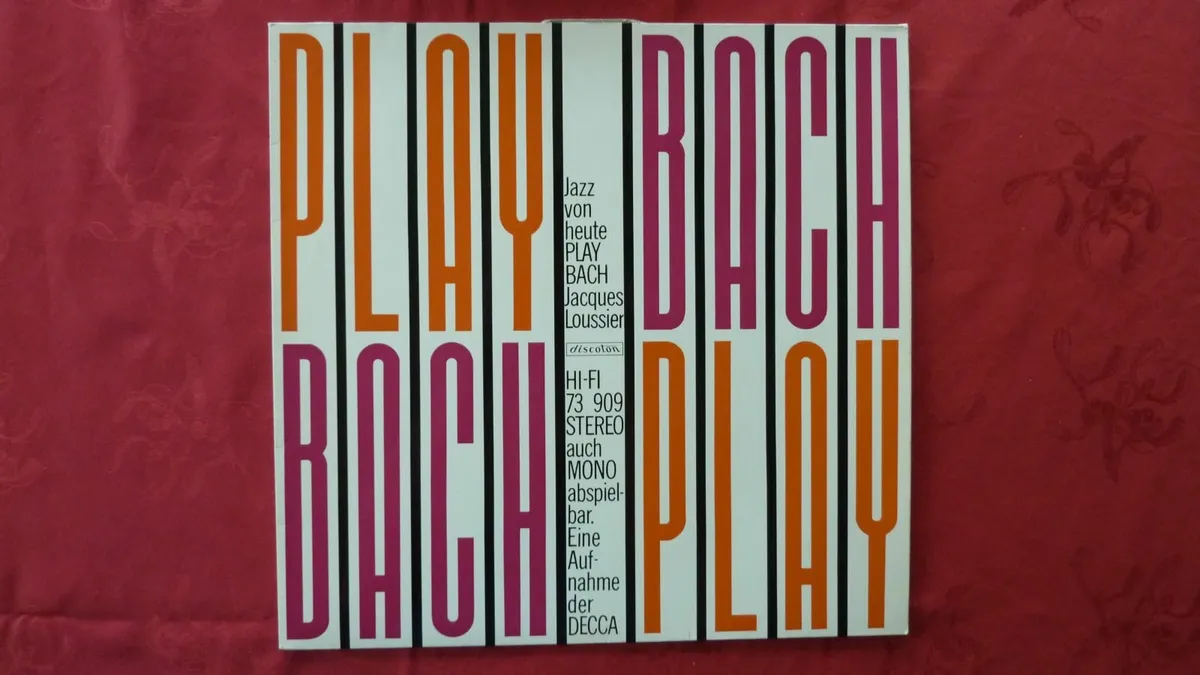 PLAY BACH
Jazz
von
heute
PLAY
BACH
Jacques
Loussier
discoton
HI-FI
73 909
STEREO
auch
MONO
abspiel-
bar.
Eine
Auf-
nahme
der
DECCA
BACH PLAY